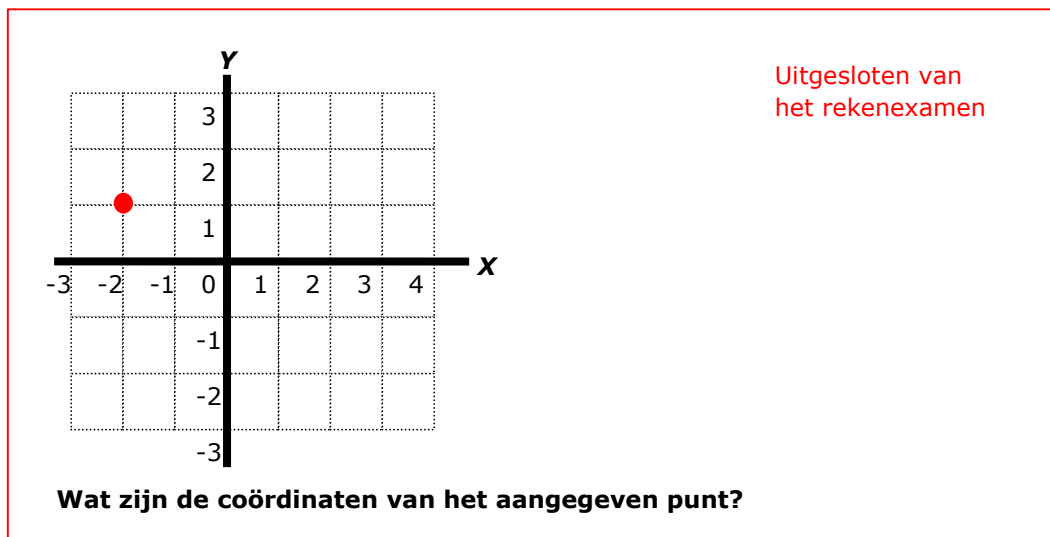 Y
Uitgesloten van
het rekenexamen
3
2
1
X
-3 -2 -1 0 1 2 3 4
-1
-2
-3
Wat zijn de coördinaten van het aangegeven punt?